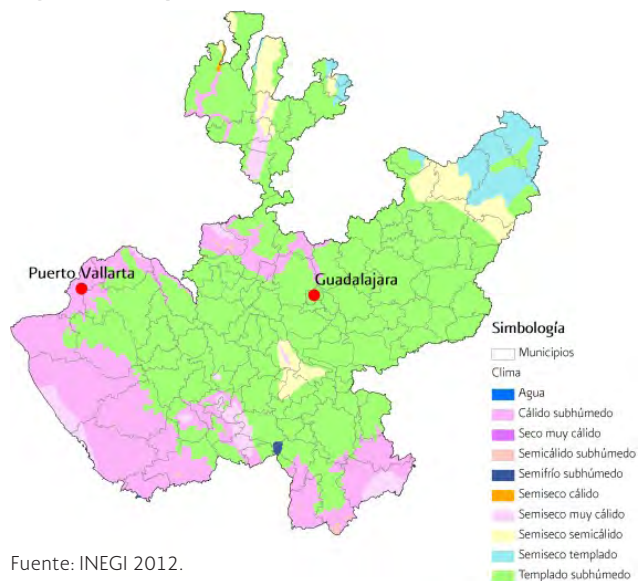 Puerto Vallarta
Guadalajara
Simbología
Municipios
Clima
Agua
Cálido subhúmedo
Seco muy cálido
Semicálido subhúmedo
Semifrío subhúmedo
Semiseco cálido
Semiseco muy cálido
Semiseco semicálido
Semiseco templado
Templado subhúmedo
Fuente: INEGI 2012.